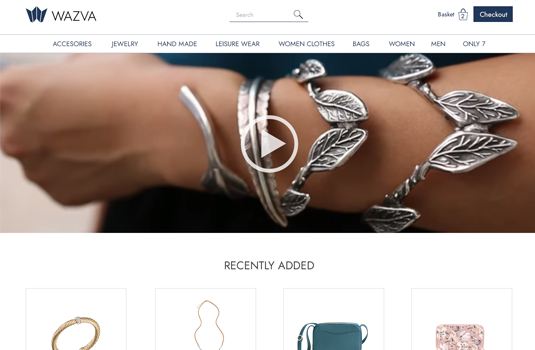 WAZVA
Search
Basket
2
Checkout
ACCESORIES JEWELRY HAND MADE LEISURE WEAR WOMEN CLOTHES BAGS WOMEN MEN ONLY 7
RECENTLY ADDED